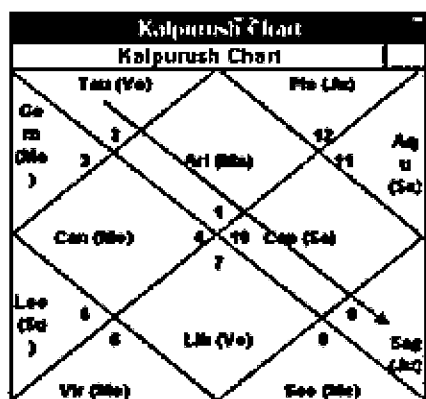 Kalpurush Chart
Kalpurush Chart
Tau (Ve)
Pis (Ju)
Ge
m
(Me
)
2
12
3
Ari (Ma)
11
Aq
u
(Sa)
1
Can (Mo)
4
10
Cap (Sa)
7
Leo
(Su
)
5
9
6
Lib (Ve)
8
Sag
(Ju)
Vir (Me)